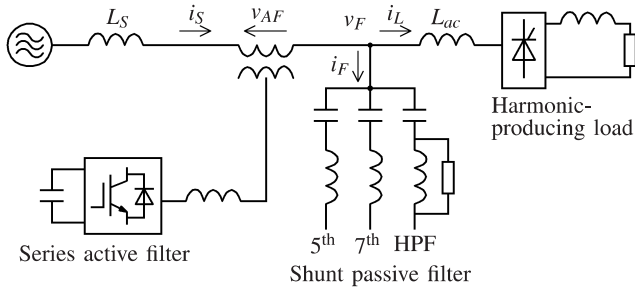 L_S
i_S
v_AF
v_F
i_L
L_ac
i_F
Harmonic-
producing load
Series active filter
5th 7th HPF
Shunt passive filter